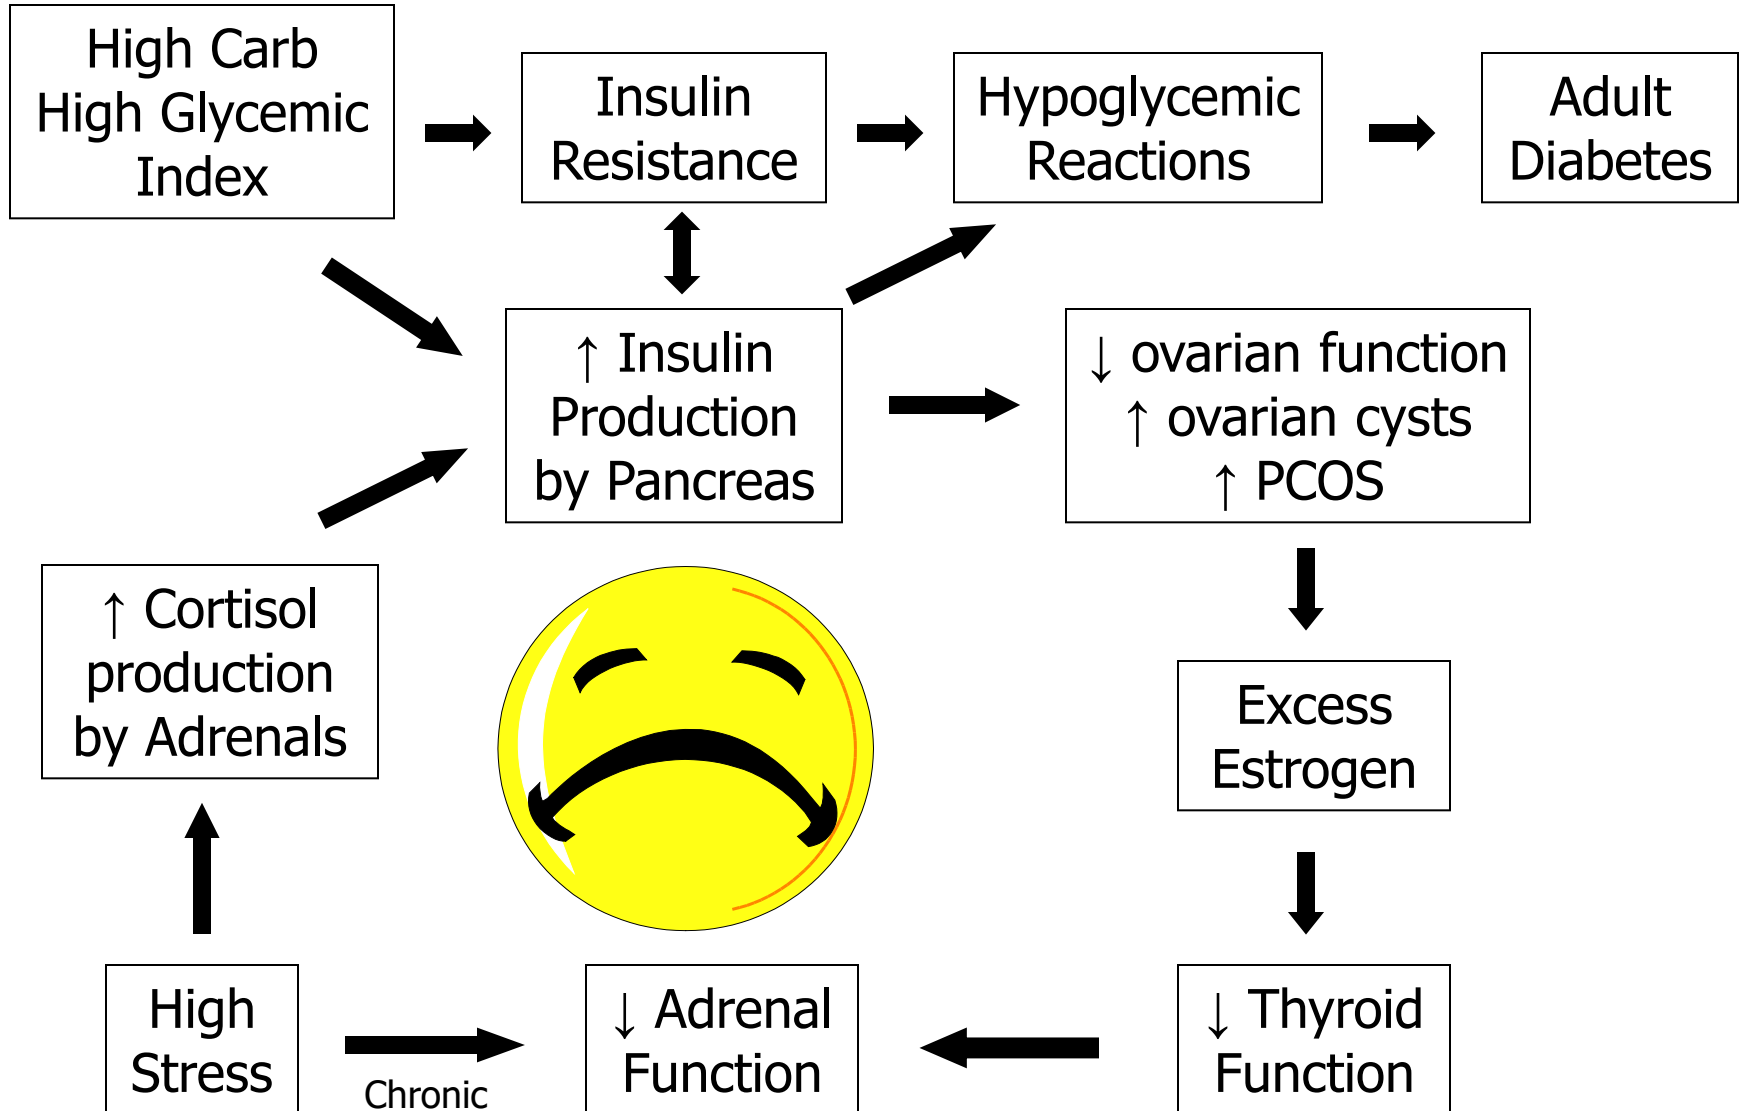 High Carb
High Glycemic
Index
Insulin
Resistance
Hypoglycemic
Reactions
Adult
Diabetes
↑ Insulin
Production
by Pancreas
↓ ovarian function
↑ ovarian cysts
↑ PCOS
↑ Cortisol
production
by Adrenals
Excess
Estrogen
High
Stress
Chronic
↓ Adrenal
Function
↓ Thyroid
Function